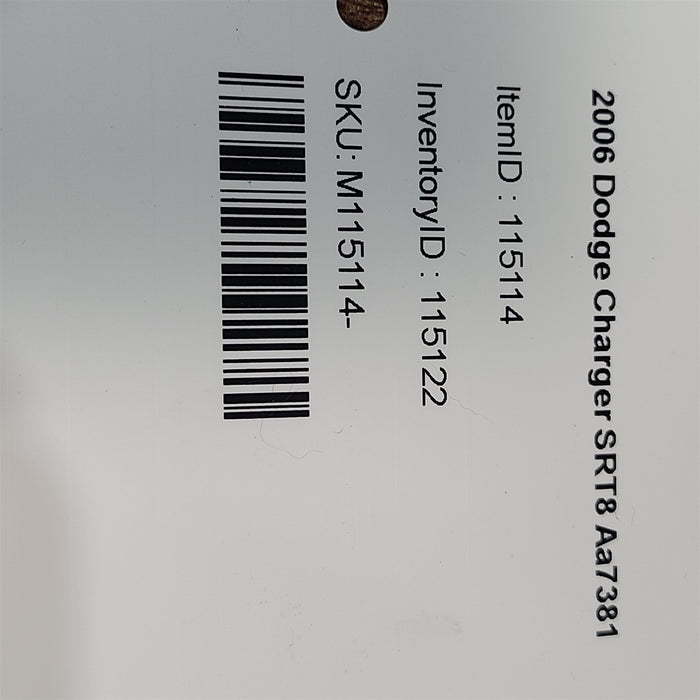 2006 Dodge Charger SRT8 Aa7381
ItemID : 115114
InventoryID : 115122
SKU: M115114-